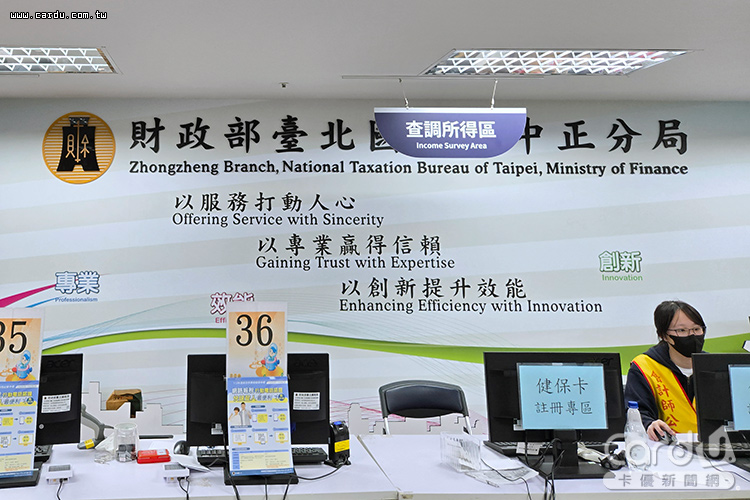 www.cardu.com.tw
財政部臺北國
中正分局
查調所得區
Income Survey Area
Zhongzheng Branch, National Taxation Bureau of Taipei, Ministry of Finance
以服務打動人心
Offering Service with Sincerity
以專業贏得信賴
Gaining Trust with Expertise
以創新提升效能
Enhancing Efficiency with Innovation
專業
Professionalism
效能
創新
Innovation
35
36
健保卡
註冊專區
cardu
卡優新聞網